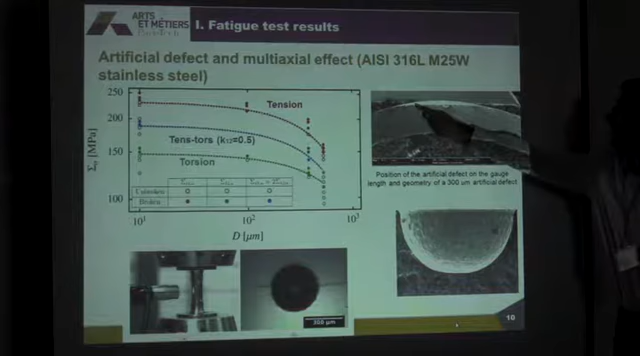 ARTS
ET MÉTIERS
ParisTech
I. Fatigue test results
Artificial defect and multiaxial effect (AISI 316L M25W
stainless steel)
250
200
150
100
[MPa]
Tension
Tens-tors (k₁₂=0.5)
Torsion
10¹
10²
10³
D [µm]
Position of the artificial defect on the gauge
length and geometry of a 300 um artificial defect
300 µm
10